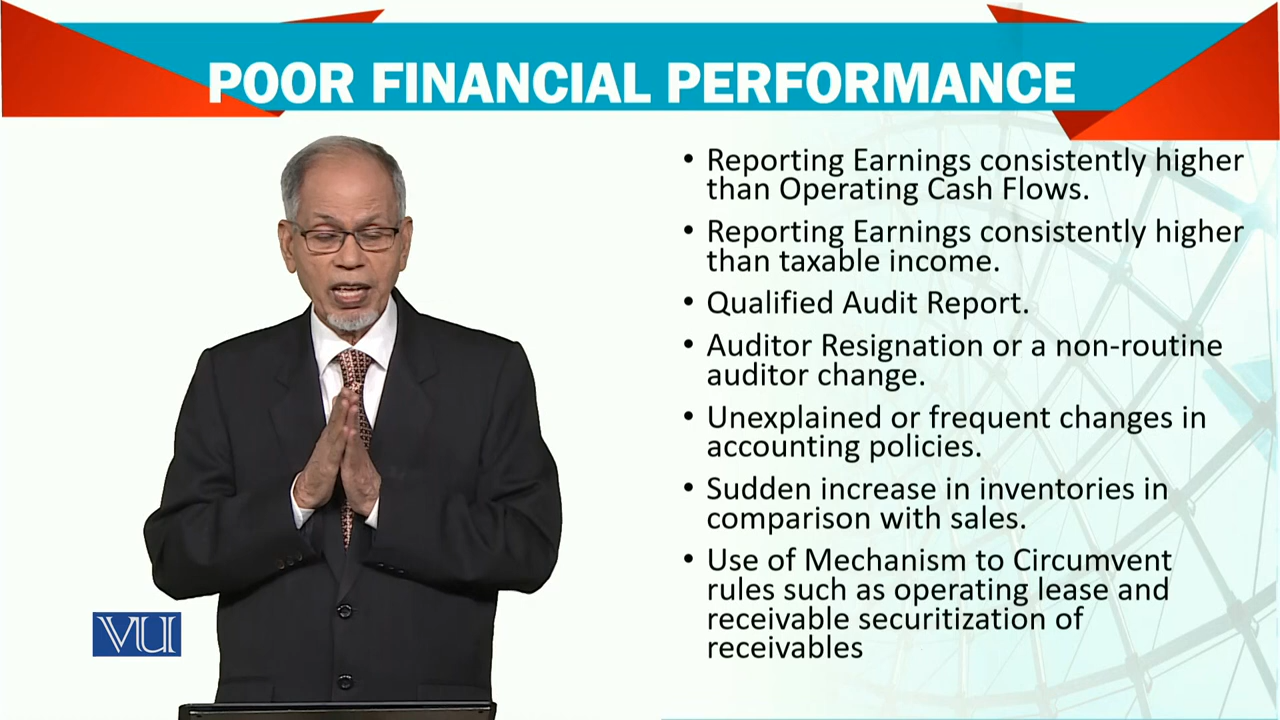 POOR FINANCIAL PERFORMANCE
• Reporting Earnings consistently higher
than Operating Cash Flows.
• Reporting Earnings consistently higher
than taxable income.
• Qualified Audit Report.
• Auditor Resignation or a non-routine
auditor change.
• Unexplained or frequent changes in
accounting policies.
• Sudden increase in inventories in
comparison with sales.
• Use of Mechanism to Circumvent
rules such as operating lease and
receivable securitization of
receivables
VU